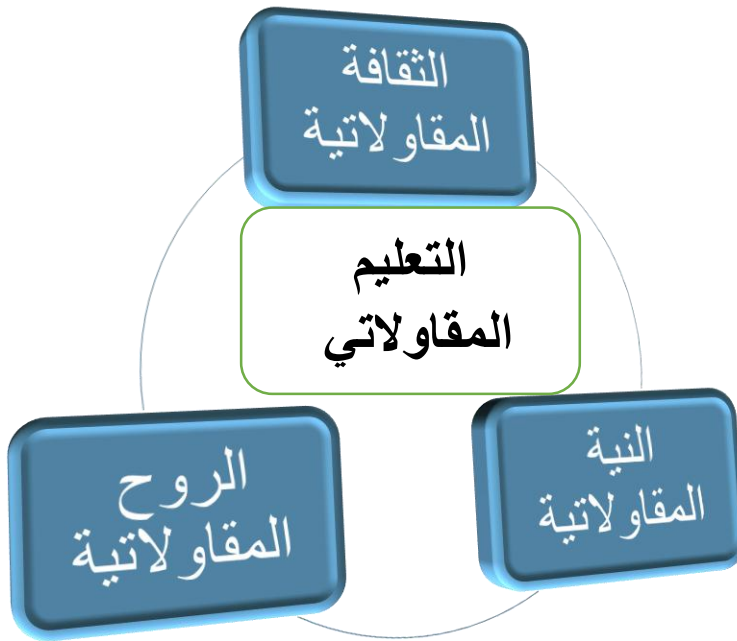 الثقافة
المقاولاتية
التعليم
المقاولاتي
النية
المقاولاتية
الروح
المقاولاتية